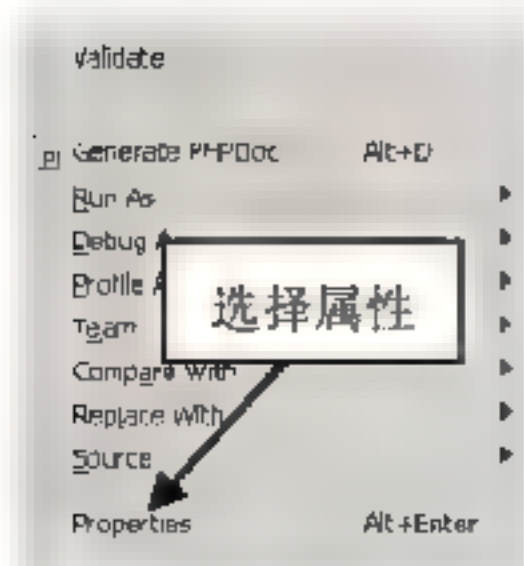 Validate
Generate PHPDoc Alt+D
Run As
Debug
Profile
选择属性
Team
Compare With
Replace With
Source
Properties Alt+Enter